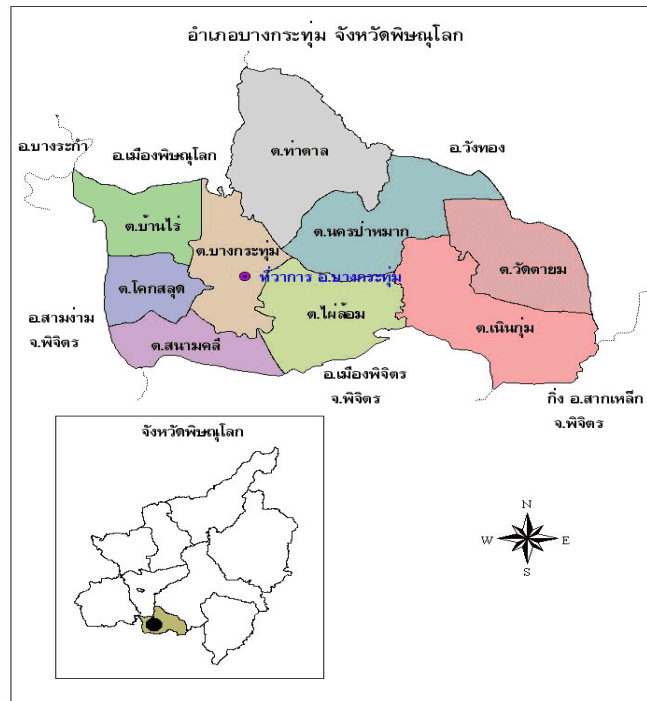 อำเภอบางกระทุ่ม จังหวัดพิษณุโลก
อ.บางระกำ
อ.เมืองพิษณุโลก
ต.ท่าตาล
อ.วังทอง
ต.บ้านไร่
ต.บางกระทุ่ม
ต.นครป่าหมาก
ต.วัดตายม
ต.โคกสลุด
ที่ว่าการ อ.บางกระทุ่ม
ต.ไผ่ล้อม
อ.สามง่าม
จ.พิจิตร
ต.สนามคลี
ต.เนินกุ่ม
อ.เมืองพิจิตร
จ.พิจิตร
กิ่ง อ.สากเหล็ก
จ.พิจิตร
จังหวัดพิษณุโลก
N
W E
S